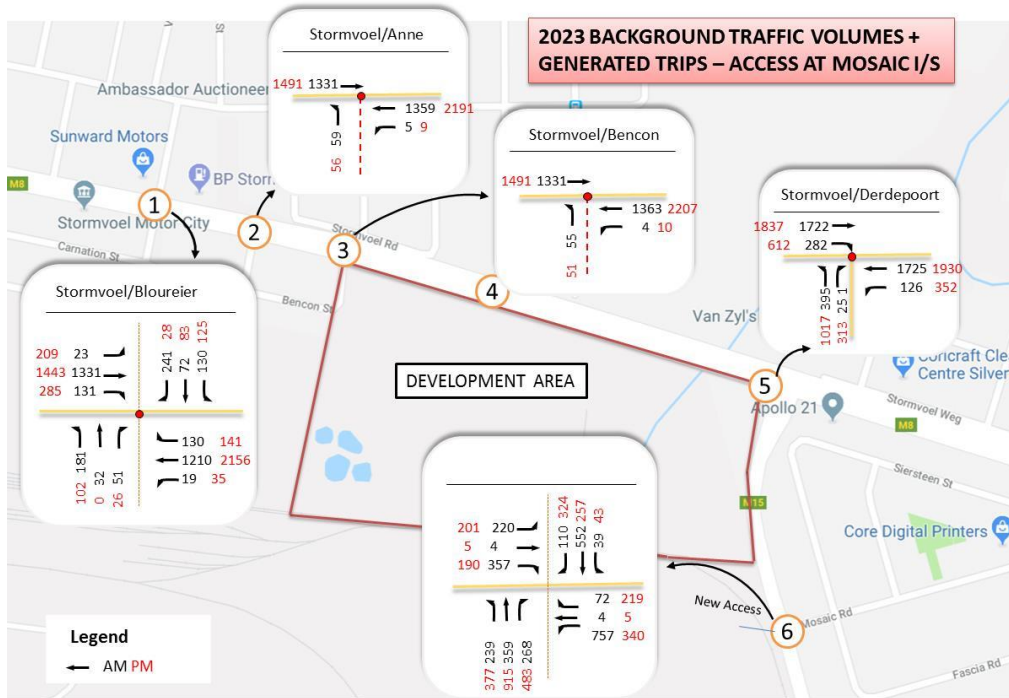 2023 BACKGROUND TRAFFIC VOLUMES +
GENERATED TRIPS – ACCESS AT MOSAIC I/S
Stormvoel/Anne
1491 1331
1359 2191
5 9
56 59
Ambassador Auctioneer
Sunward Motors
BP Storm
M8
Stormvoel Motor City
Carnation St
1
2
3
4
5
6
Stormvoel Rd
Bencon St
Stormvoel/Bencon
1491 1331
1363 2207
4 10
51 55
Stormvoel/Derdepoort
1837 1722
612 282
1725 1930
126 352
1017 395
313 25 1
Van Zyl's
Concraft Cle
Centre Silver
Stormvoel Weg
Apollo 21
M8
Siersteen St
M15
Core Digital Printers
Mosaic Rd
Fascia Rd
New Access
DEVELOPMENT AREA
Stormvoel/Bloureier
209 23
1443 1331
285 131
241 28
72 83
130 125
130 141
1210 2156
19 35
102 181
0 32
26 51
201 220
5 4
190 357
110 324
552 257
39 43
72 219
4 5
757 340
377 239
915 359
483 268
Legend
AM PM